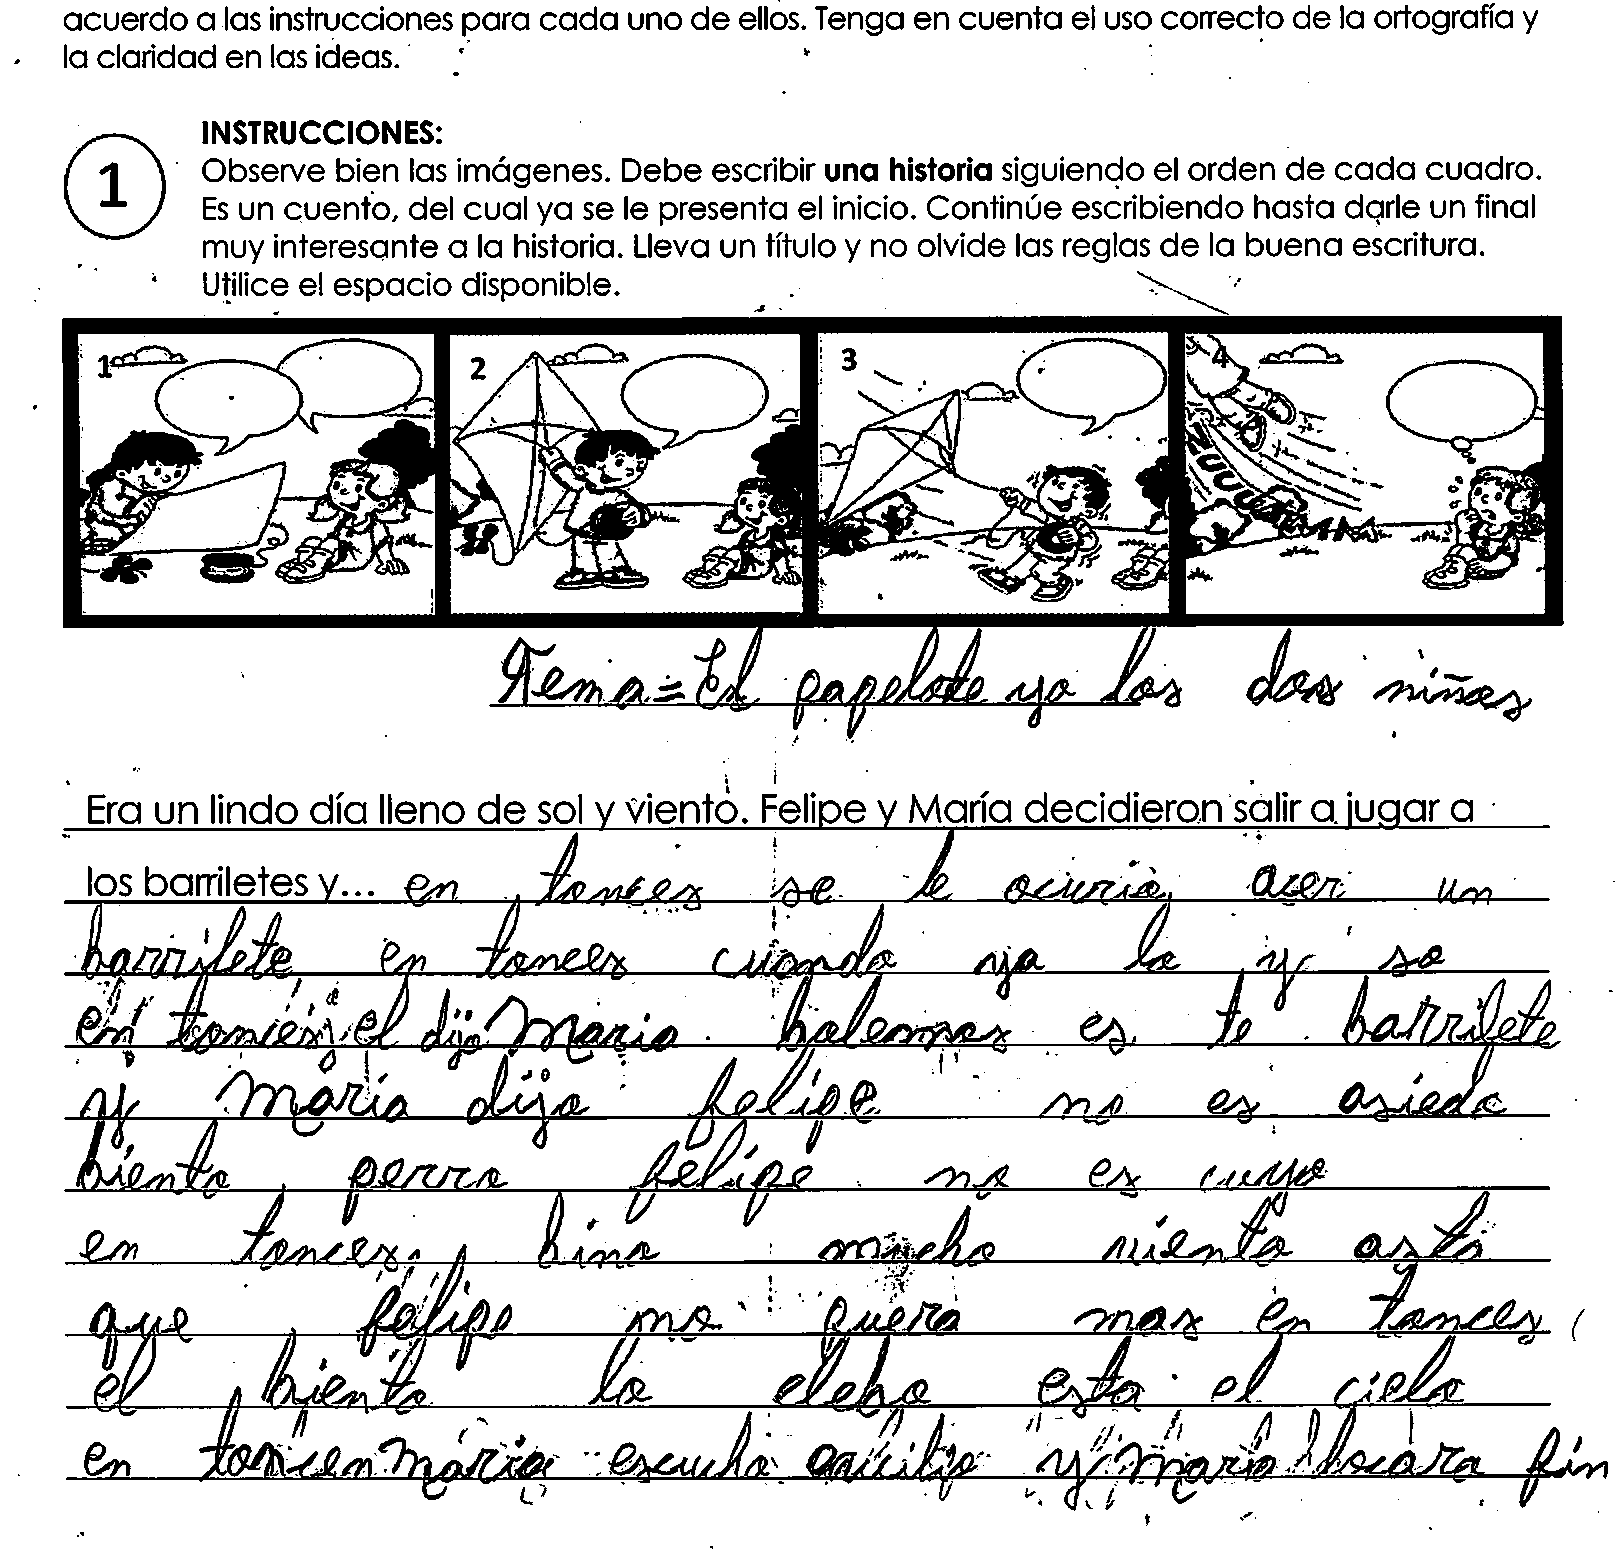 acuerdo a las instrucciones para cada uno de ellos. Tenga en cuenta el uso correcto de la ortografía y
la claridad en las ideas.
INSTRUCCIONES:
1
Observe bien las imágenes. Debe escribir una historia siguiendo el orden de cada cuadro.
Es un cuento, del cual ya se le presenta el inicio. Continúe escribiendo hasta darle un final
muy interesante a la historia. Lleva un título y no olvide las reglas de la buena escritura.
Utilice el espacio disponible.
1 2 3 4
ZUUUUM
Tema=El papelote yo los dos niños
Era un lindo día lleno de sol y viento. Felipe y María decidieron salir a jugar a
los barriletes y... en tonces se le ocurio acer un
barrilete en tonces cuando ya lo y so
en tonces el dijo Maria bolemos es te barrilete
y maria dijo felipe no es asiedo
biento perro felipe no es cuyo
en tonces bino mucho viento asta
que felipe no puero mas en tonces
el biento lo elebo esta el cielo
en toncen maria escucho auxilio y maria lloara fin